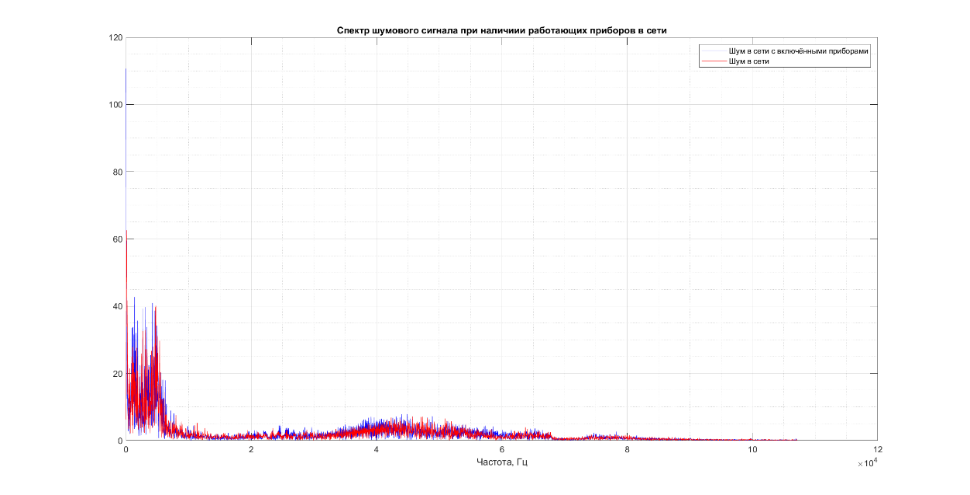 Спектр шумового сигнала при наличиии работающих приборов в сети
120
Шум в сети с включёнными приборами
Шум в сети
100
80
60
40
20
0
0 2 4 6 8 10 12
Частота, Гц
×10⁴